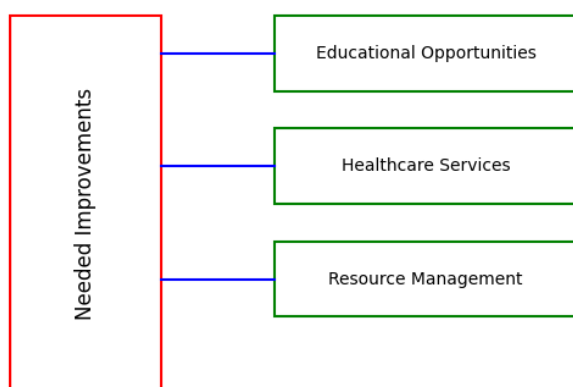 Needed Improvements
Educational Opportunities
Healthcare Services
Resource Management